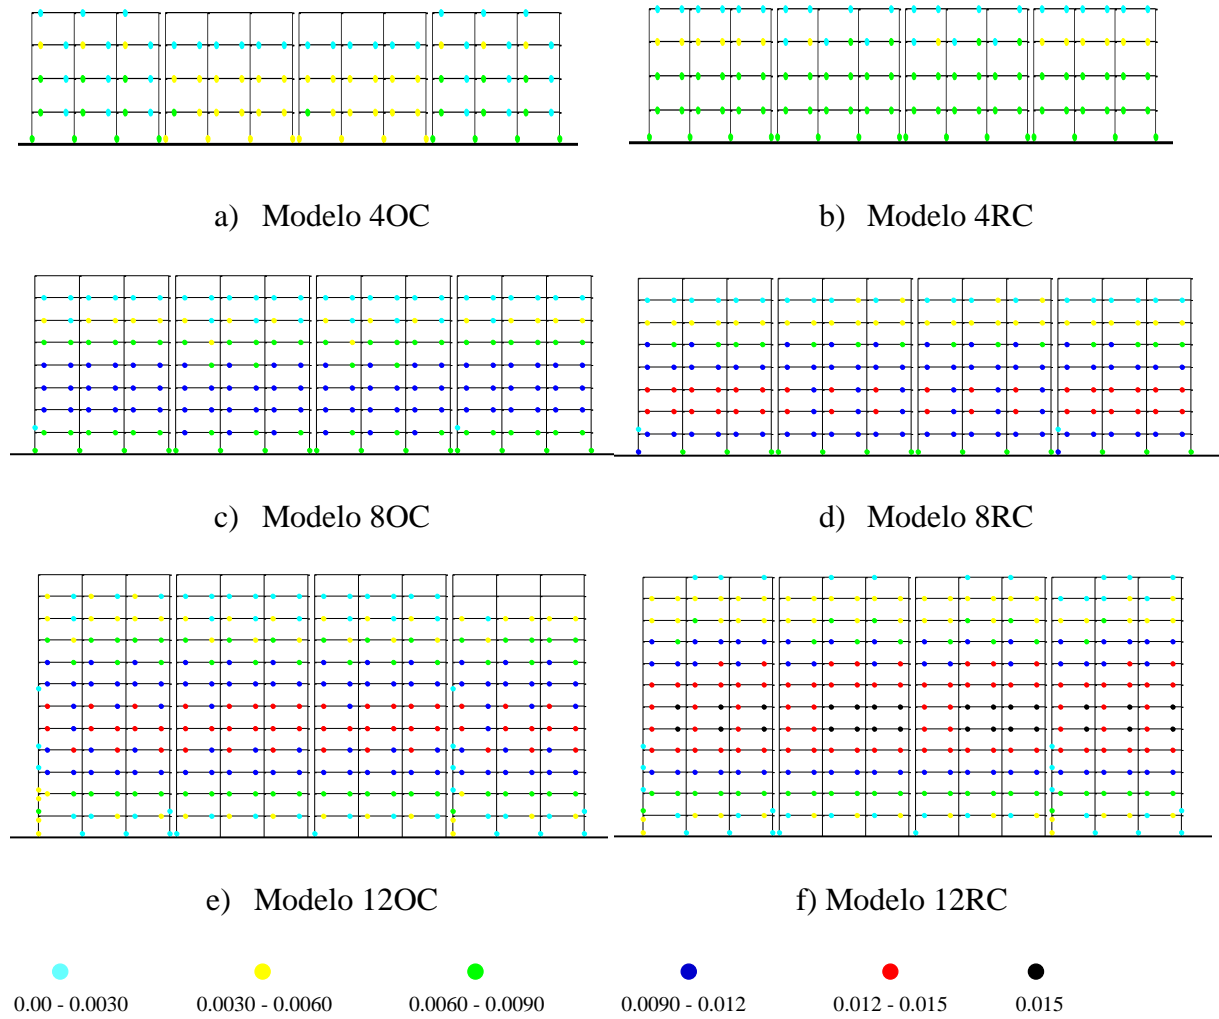 a) Modelo 4OC
b) Modelo 4RC
c) Modelo 8OC
d) Modelo 8RC
e) Modelo 12OC
f) Modelo 12RC
0.00 - 0.0030
0.0030 - 0.0060
0.0060 - 0.0090
0.0090 - 0.012
0.012 - 0.015
0.015